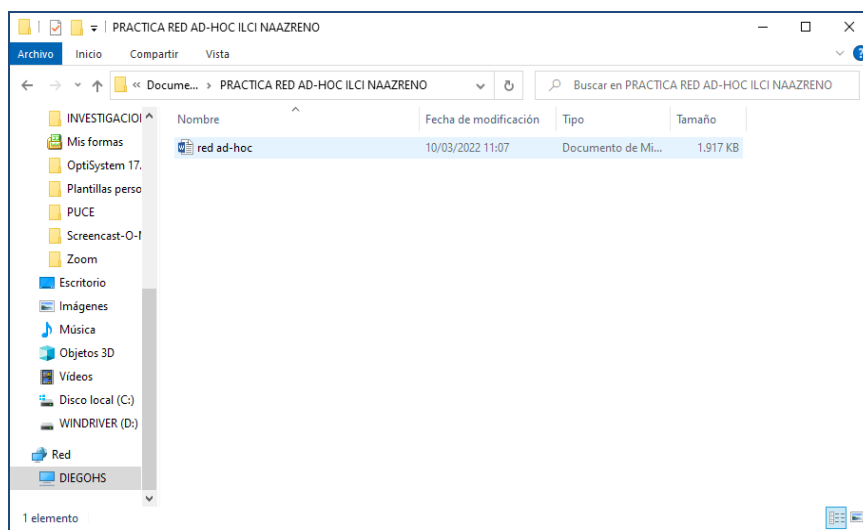 PRACTICA RED AD-HOC ILCI NAAZRENO
Archivo Inicio Compartir Vista
« Docume... › PRACTICA RED AD-HOC ILCI NAAZRENO
Buscar en PRACTICA RED AD-HOC ILCI NAAZRENO
Nombre Fecha de modificación Tipo Tamaño
red ad-hoc 10/03/2022 11:07 Documento de Mi... 1.917 KB
INVESTIGACIO
Mis formas
OptiSystem 17.
Plantillas perso
PUCE
Screencast-O-M
Zoom
Escritorio
Imágenes
Música
Objetos 3D
Vídeos
Disco local (C:)
WINDRIVER (D:)
Red
DIEGOHS
1 elemento